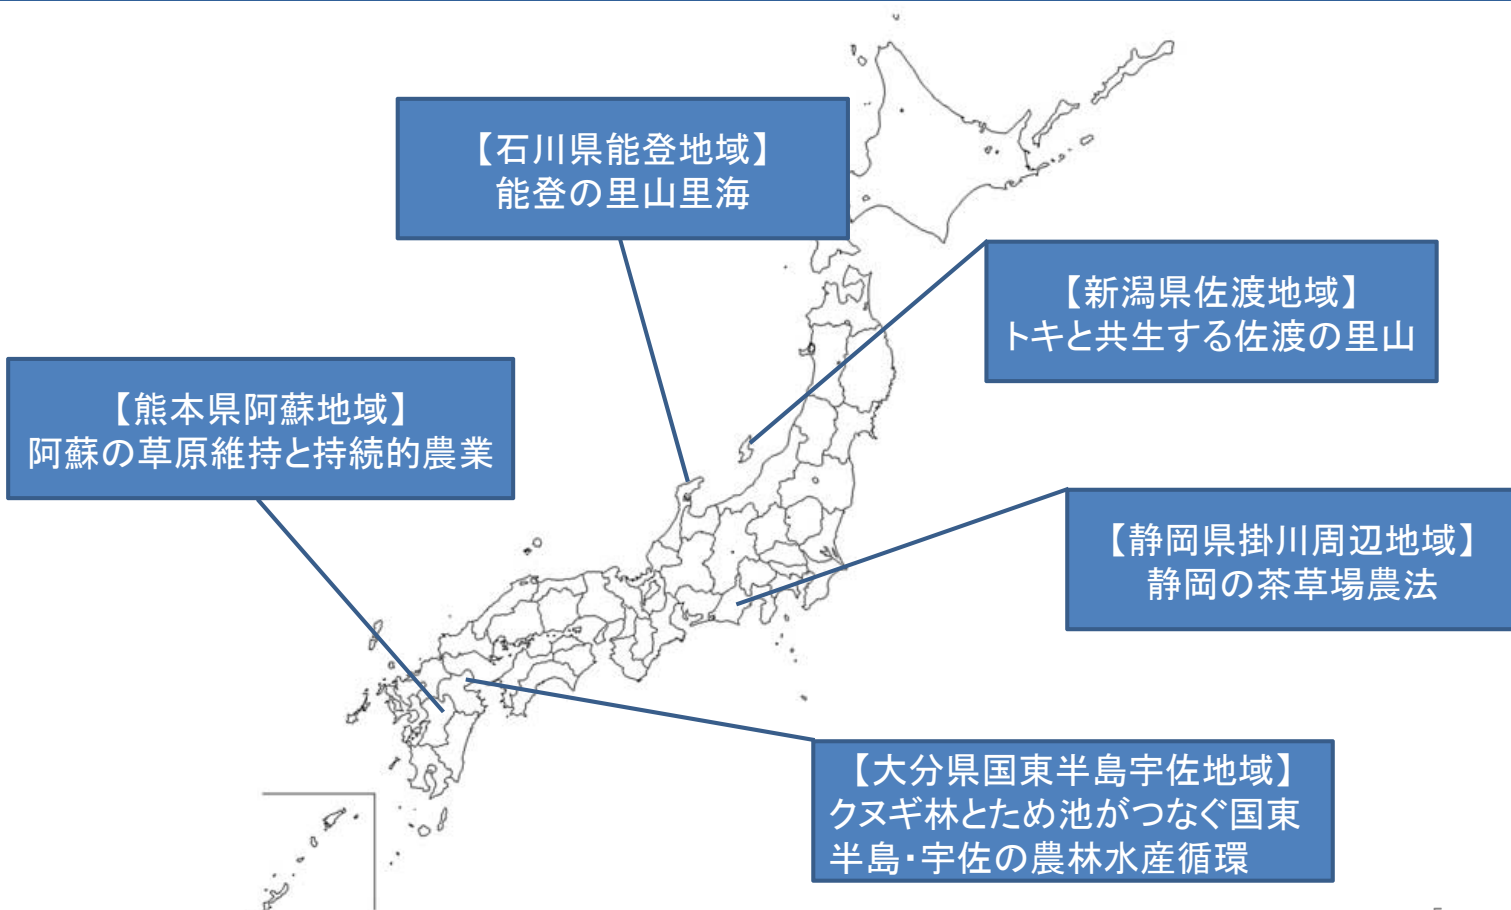 【石川県能登地域】
能登の里山里海
【新潟県佐渡地域】
トキと共生する佐渡の里山
【熊本県阿蘇地域】
阿蘇の草原維持と持続的農業
【静岡県掛川周辺地域】
静岡の茶草場農法
【大分県国東半島宇佐地域】
クヌギ林とため池がつなぐ国東
半島・宇佐の農林水産循環